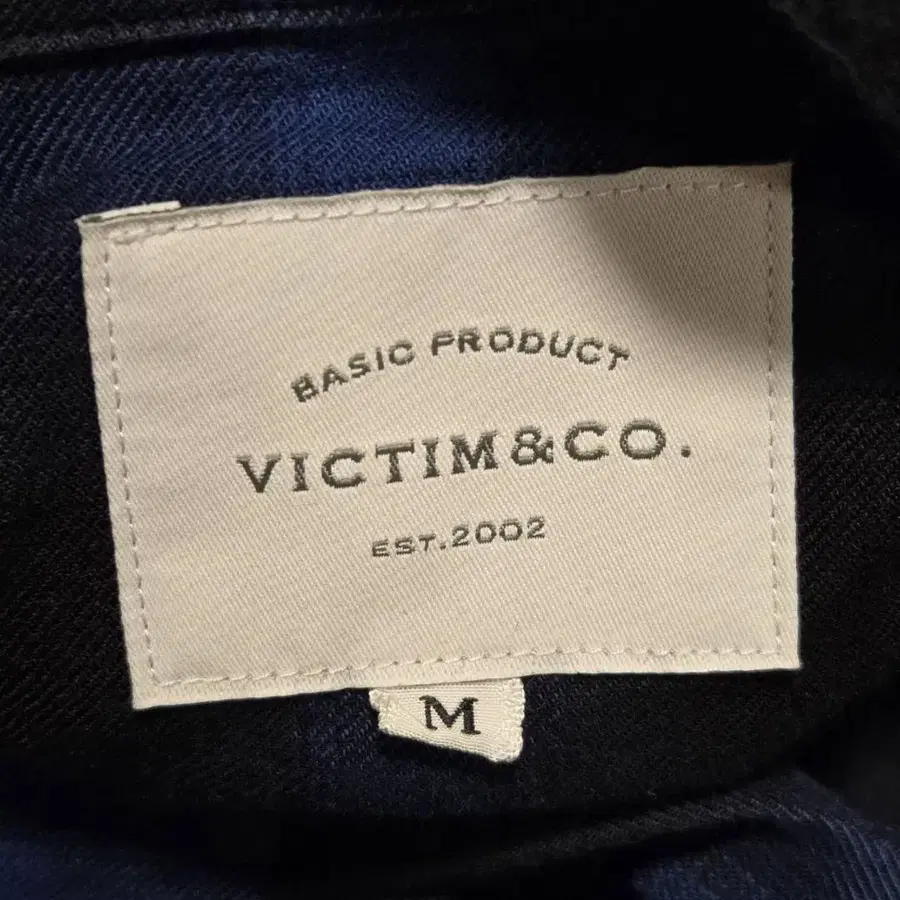 BASIC PRODUCT
VICTIM&CO.
EST.2002
M